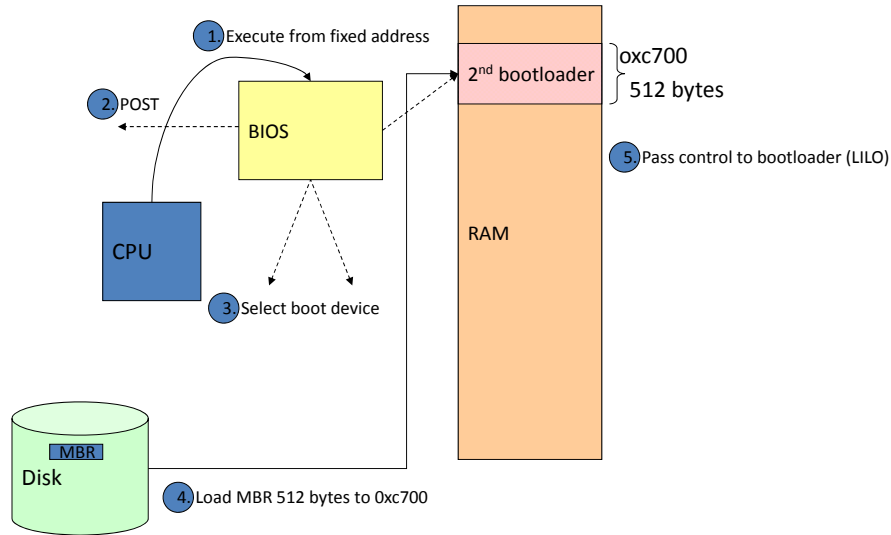 1. Execute from fixed address
2. POST
BIOS
CPU
3. Select boot device
MBR
Disk
4. Load MBR 512 bytes to 0xc700
2nd bootloader
oxc700
512 bytes
5. Pass control to bootloader (LILO)
RAM